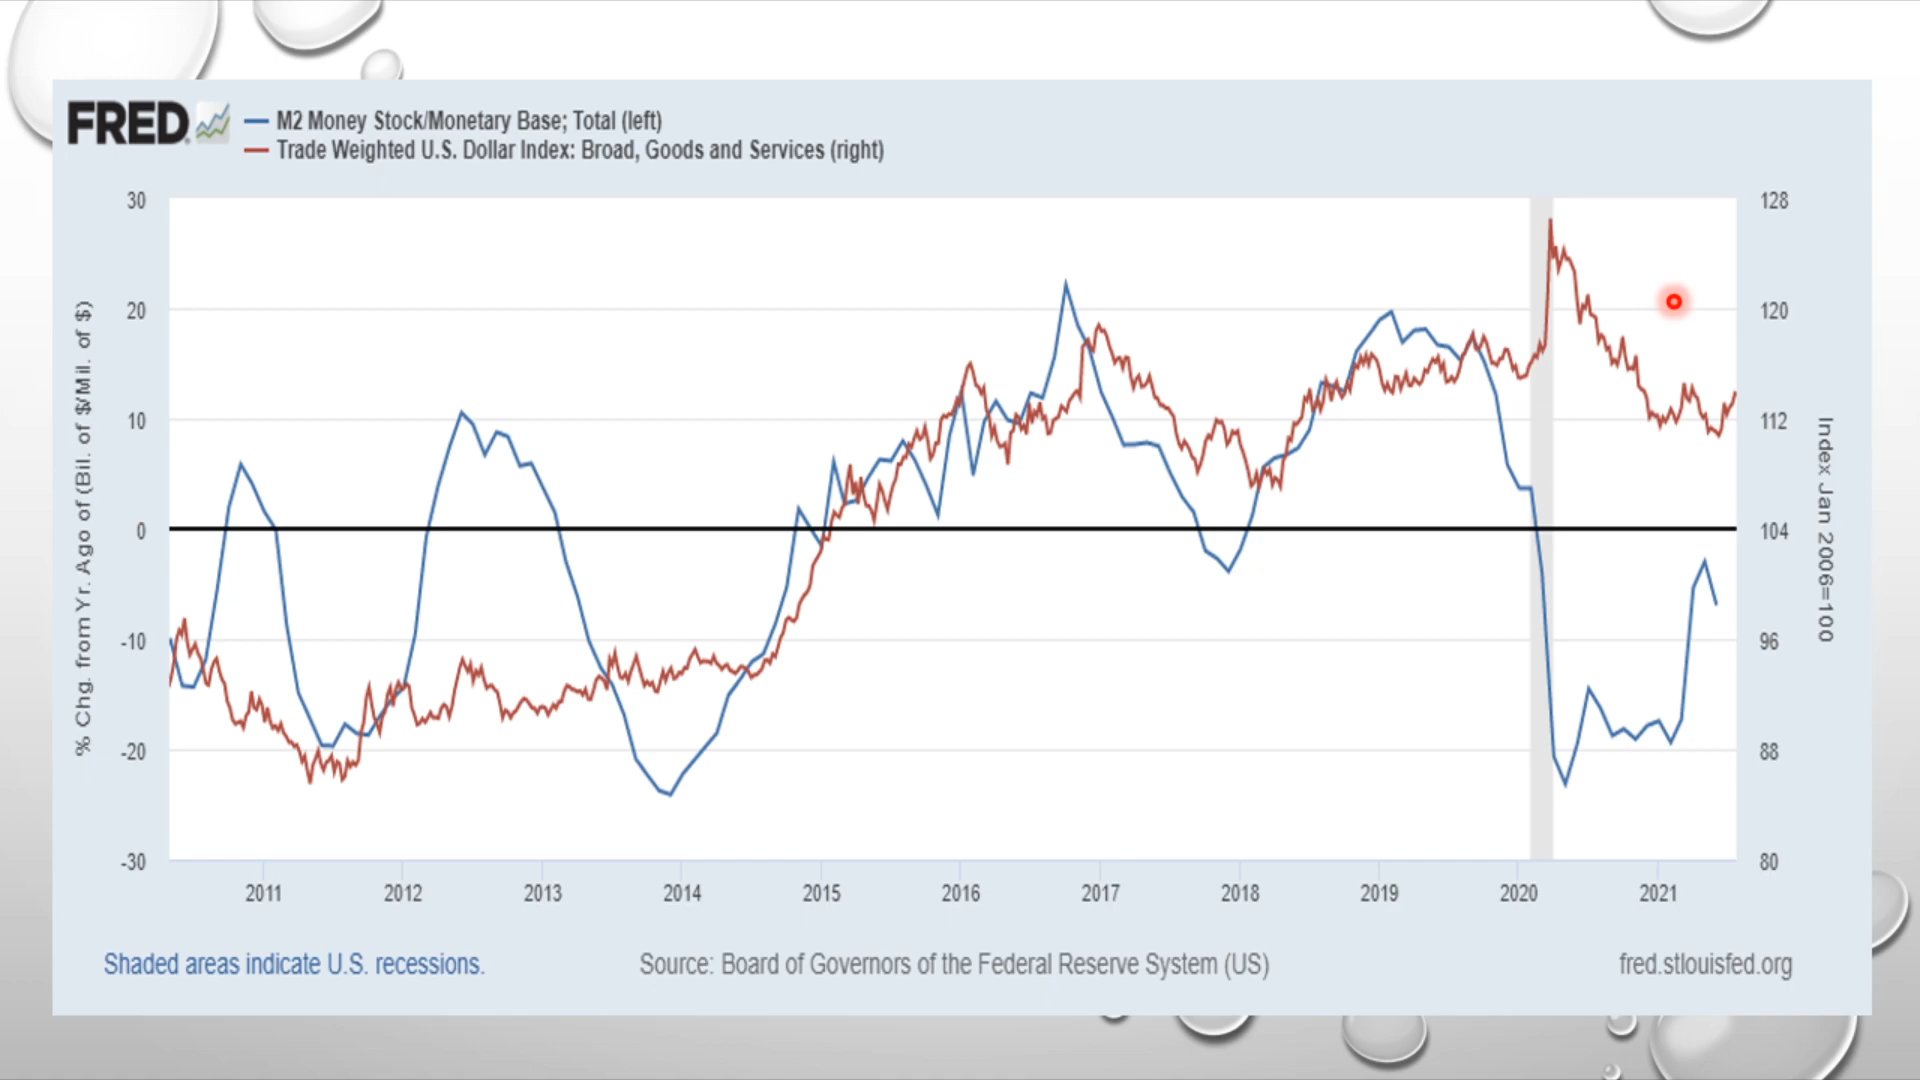 FRED
M2 Money Stock/Monetary Base; Total (left)
Trade Weighted U.S. Dollar Index: Broad, Goods and Services (right)
30
20
10
0
-10
-20
-30
% Chg. from Yr. Ago of (Bil. of $/Mil. of $)
128
120
112
104
96
88
80
Index Jan 2006=100
2011 2012 2013 2014 2015 2016 2017 2018 2019 2020 2021
Shaded areas indicate U.S. recessions.
Source: Board of Governors of the Federal Reserve System (US)
fred.stlouisfed.org